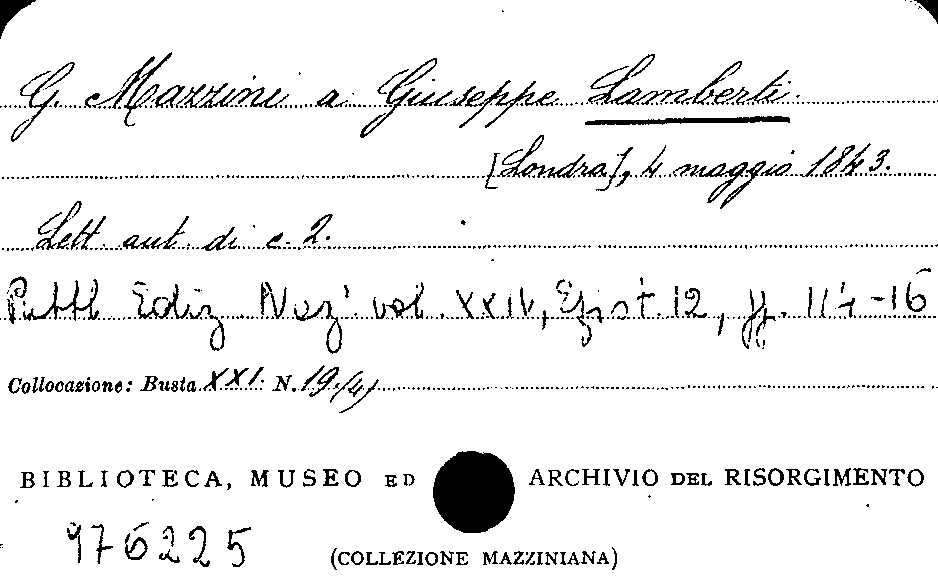 G. Mazzini a Giuseppe Lamberti.
[Londra], 4 maggio 1843.
Lett. aut. di c. 2.
Pubbl Ediz. Naz. vol. XXIV, Epist. 12, pp. 114-16
Collocazione: Busta XXI N. 19(4)
BIBLIOTECA, MUSEO ED ARCHIVIO DEL RISORGIMENTO
976225
(COLLEZIONE MAZZINIANA)